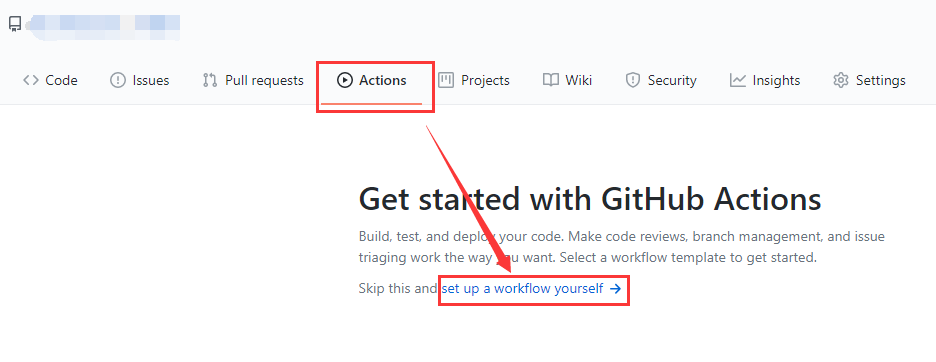 Code Issues Pull requests Actions Projects Wiki Security Insights Settings
Get started with GitHub Actions
Build, test, and deploy your code. Make code reviews, branch management, and issue
triaging work the way you want. Select a workflow template to get started.
Skip this and set up a workflow yourself →